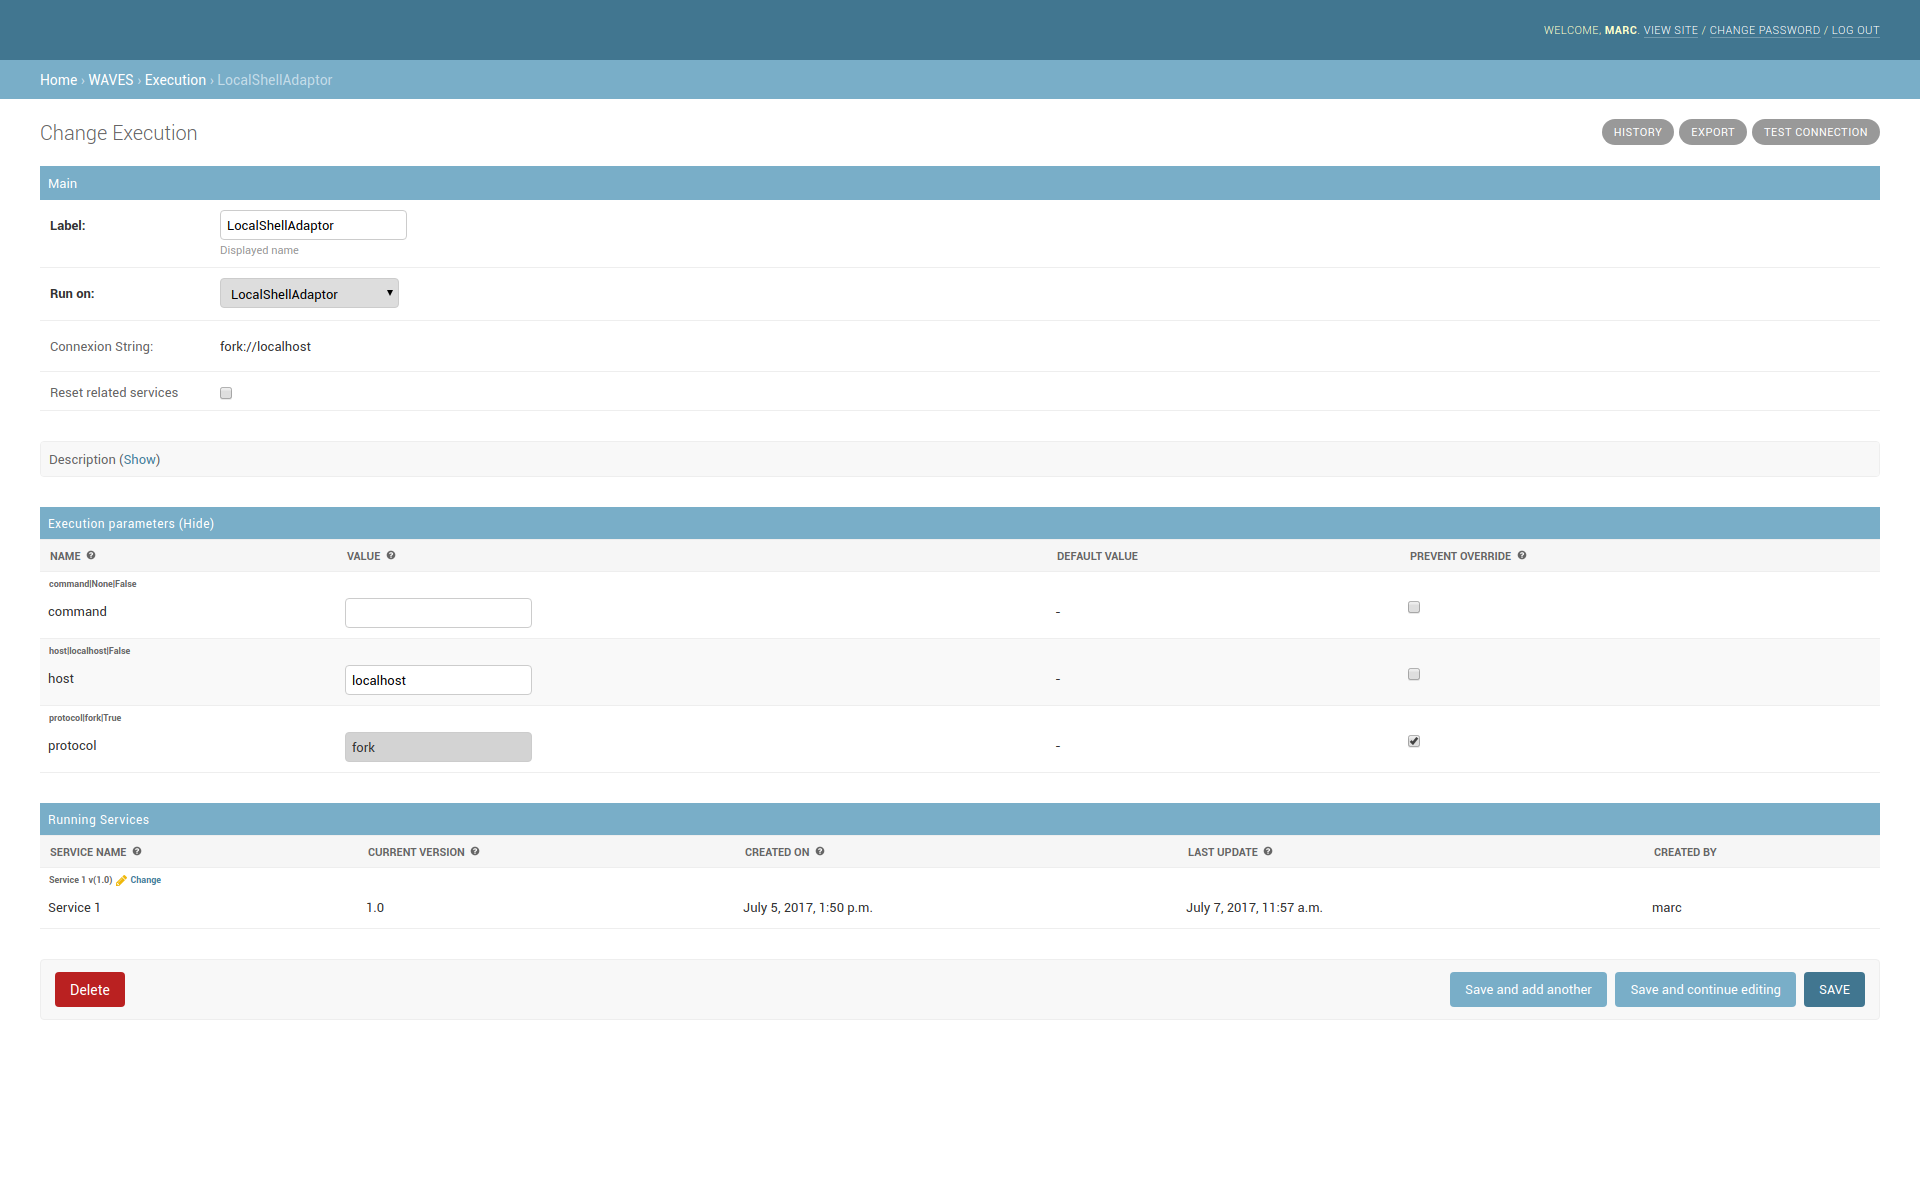 WELCOME, MARC. VIEW SITE / CHANGE PASSWORD / LOG OUT
Home › WAVES › Execution › LocalShellAdaptor
Change Execution
HISTORY EXPORT TEST CONNECTION
Main
Label: LocalShellAdaptor
Displayed name
Run on: LocalShellAdaptor
Connexion String: fork://localhost
Reset related services
Description (Show)
Execution parameters (Hide)
NAME VALUE DEFAULT VALUE PREVENT OVERRIDE
command|None|False
command -
host|localhost|False
host localhost -
protocol|fork|True
protocol fork -
Running Services
SERVICE NAME CURRENT VERSION CREATED ON LAST UPDATE CREATED BY
Service 1 v(1.0) Change
Service 1 1.0 July 5, 2017, 1:50 p.m. July 7, 2017, 11:57 a.m. marc
Delete Save and add another Save and continue editing SAVE